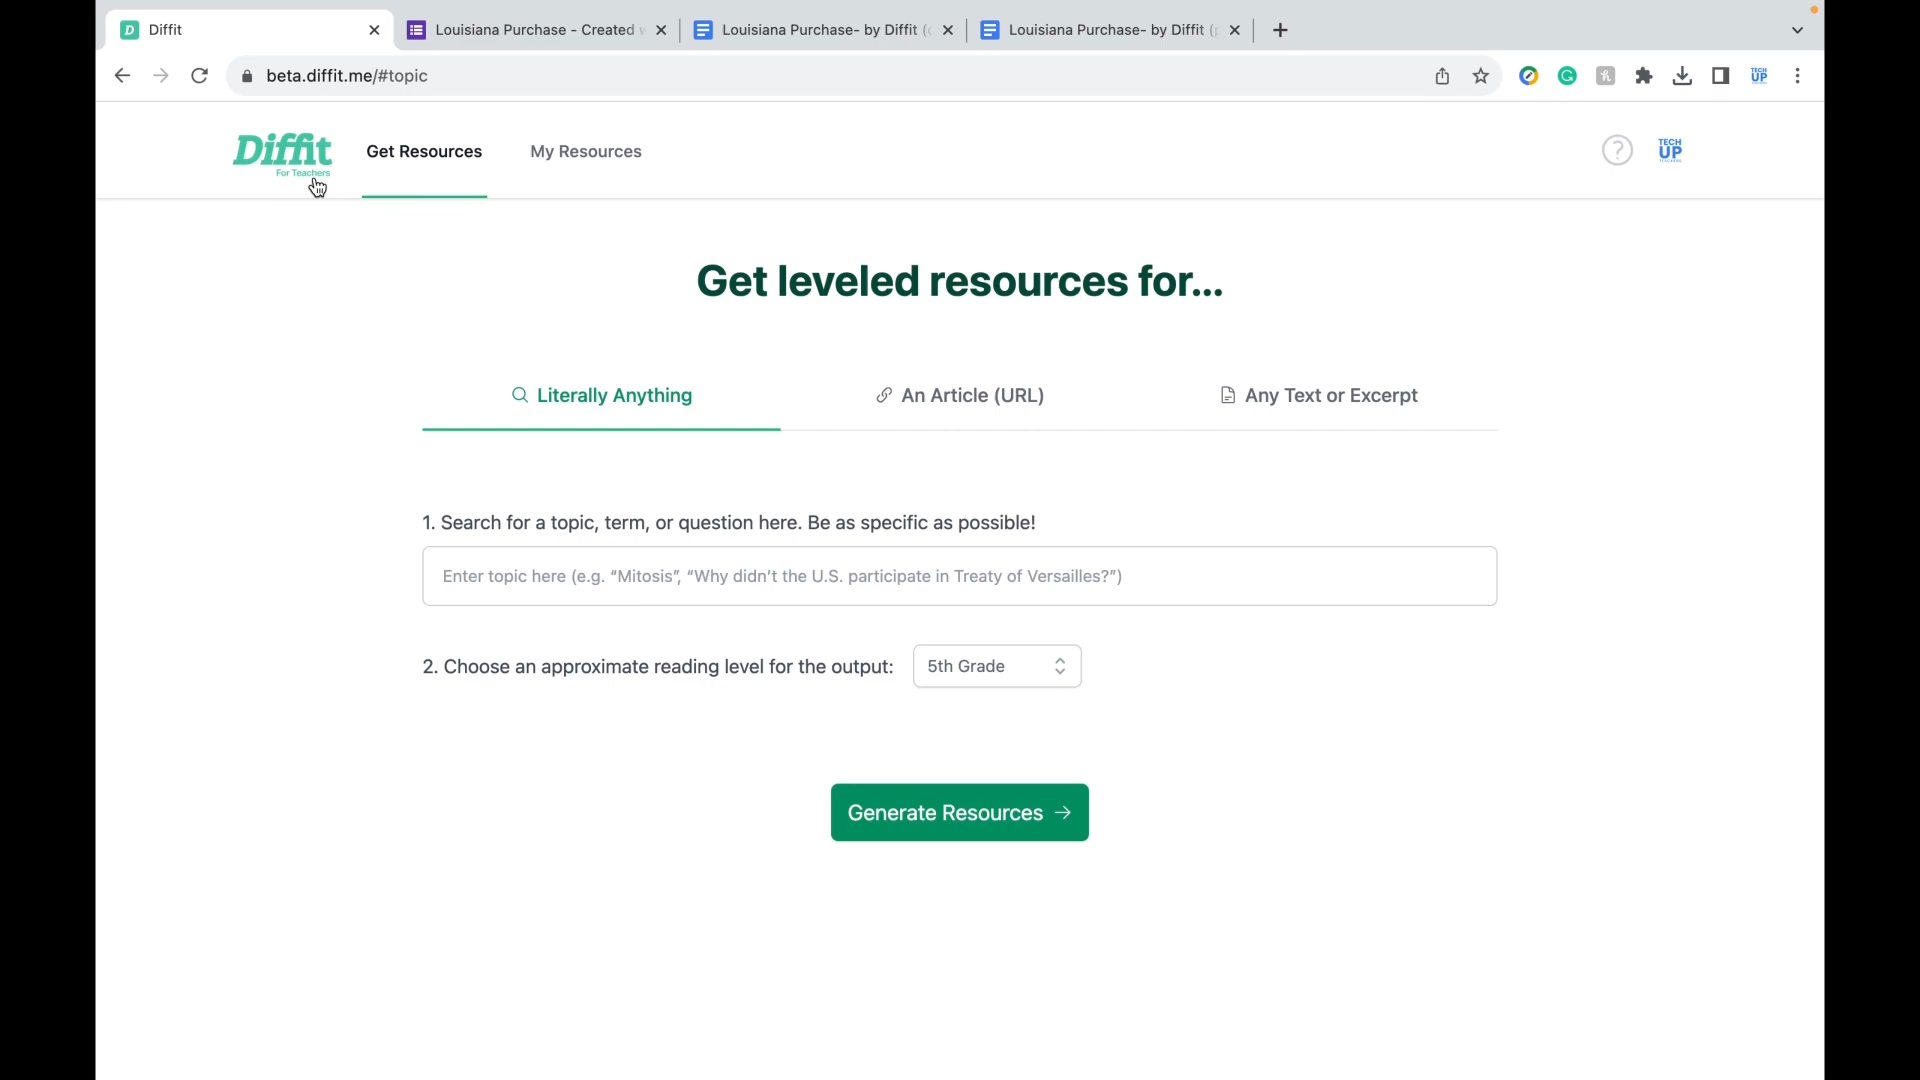 Diffit
Louisiana Purchase - Created
Louisiana Purchase- by Diffit
Louisiana Purchase- by Diffit
beta.diffit.me/#topic
TECH
UP
Diffit
For Teachers
Get Resources
My Resources
?
TECH
UP
Get leveled resources for...
Literally Anything
An Article (URL)
Any Text or Excerpt
1. Search for a topic, term, or question here. Be as specific as possible!
Enter topic here (e.g. “Mitosis”, “Why didn’t the U.S. participate in Treaty of Versailles?”)
2. Choose an approximate reading level for the output:
5th Grade
Generate Resources →